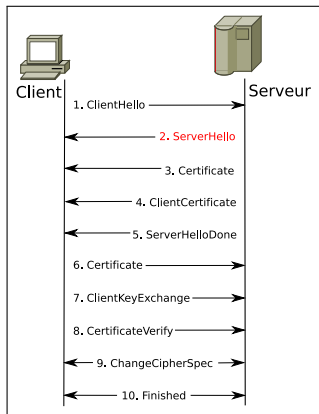 Client
Serveur
1. ClientHello
2. ServerHello
3. Certificate
4. ClientCertificate
5. ServerHelloDone
6. Certificate
7. ClientKeyExchange
8. CertificateVerify
9. ChangeCipherSpec
10. Finished